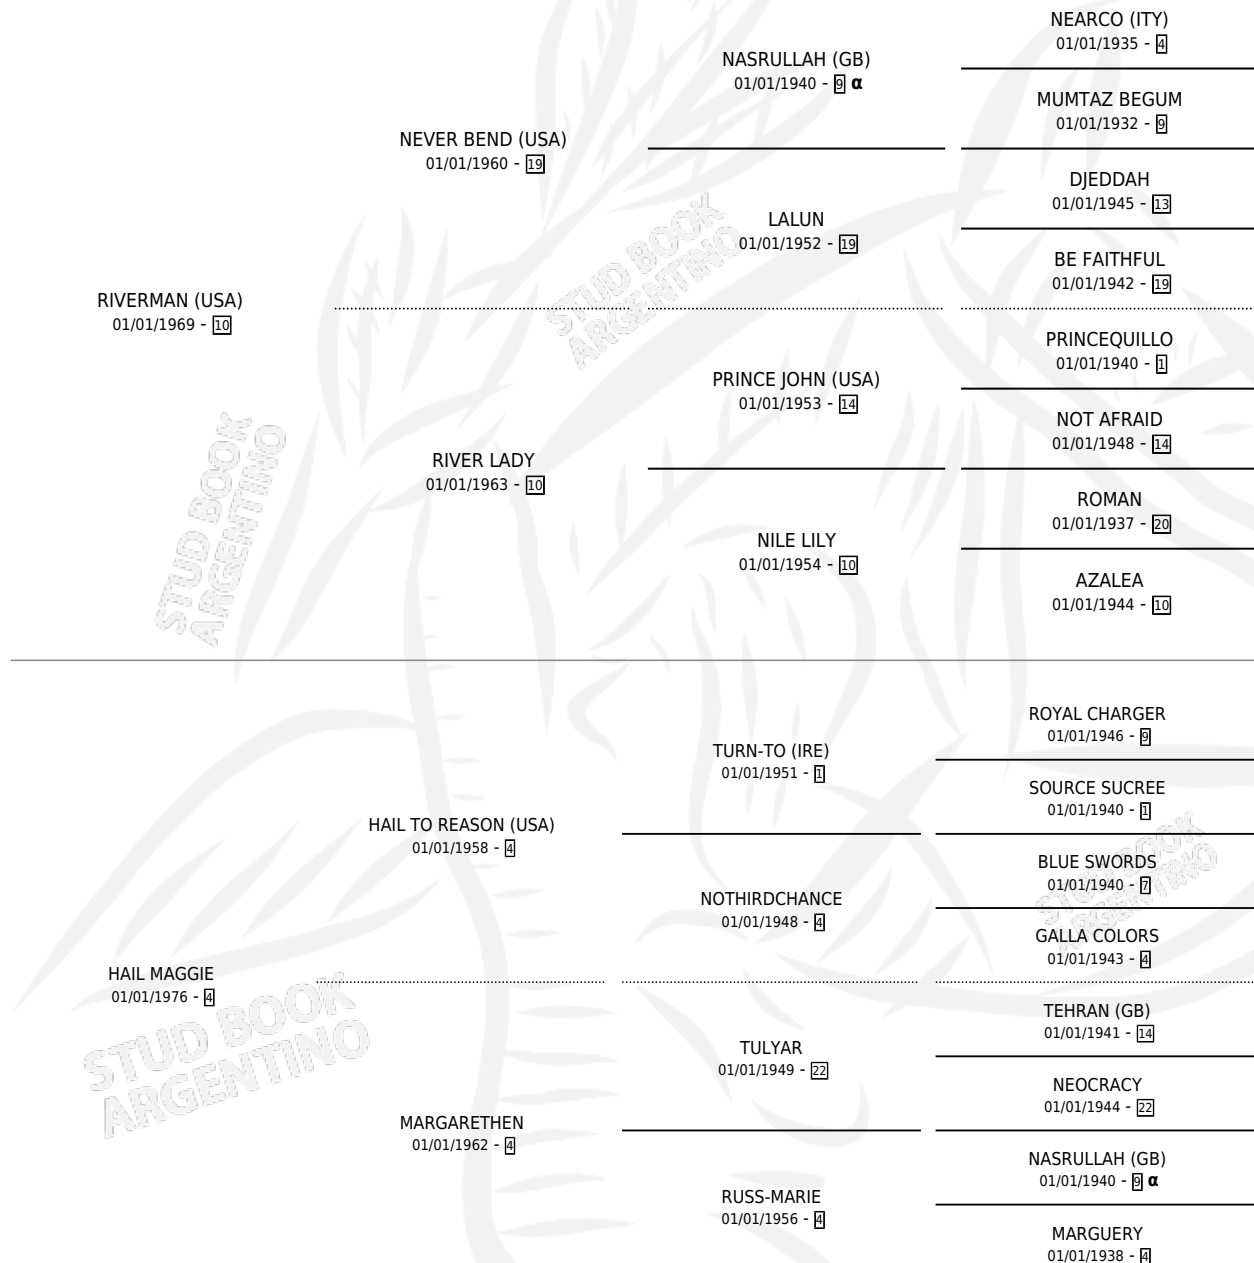 NEARCO (ITY)
01/01/1935 - 4
NASRULLAH (GB)
01/01/1940 - 9 α
MUMTAZ BEGUM
01/01/1932 - 9
NEVER BEND (USA)
01/01/1960 - 19
DJEDDAH
01/01/1945 - 13
LALUN
01/01/1952 - 19
BE FAITHFUL
01/01/1942 - 19
STUD BOOK
ARGENTINO
RIVERMAN (USA)
01/01/1969 - 10
PRINCEQUILLO
01/01/1940 - 1
PRINCE JOHN (USA)
01/01/1953 - 14
NOT AFRAID
01/01/1948 - 14
RIVER LADY
01/01/1963 - 10
ROMAN
01/01/1937 - 20
NILE LILY
01/01/1954 - 10
AZALEA
01/01/1944 - 10
STUD BOOK
ARGENTINO
ROYAL CHARGER
01/01/1946 - 9
TURN-TO (IRE)
01/01/1951 - 1
SOURCE SUCREE
01/01/1940 - 1
HAIL TO REASON (USA)
01/01/1958 - 4
BLUE SWORDS
01/01/1940 - 7
STUD BOOK
ARGENTINO
NOTHIRDCHANCE
01/01/1948 - 4
GALLA COLORS
01/01/1943 - 4
HAIL MAGGIE
01/01/1976 - 4
STUD BOOK
ARGENTINO
TEHRAN (GB)
01/01/1941 - 14
TULYAR
01/01/1949 - 22
NEOCRACY
01/01/1944 - 22
MARGARETHEN
01/01/1962 - 4
NASRULLAH (GB)
01/01/1940 - 9 α
RUSS-MARIE
01/01/1956 - 4
MARGUERY
01/01/1938 - 4